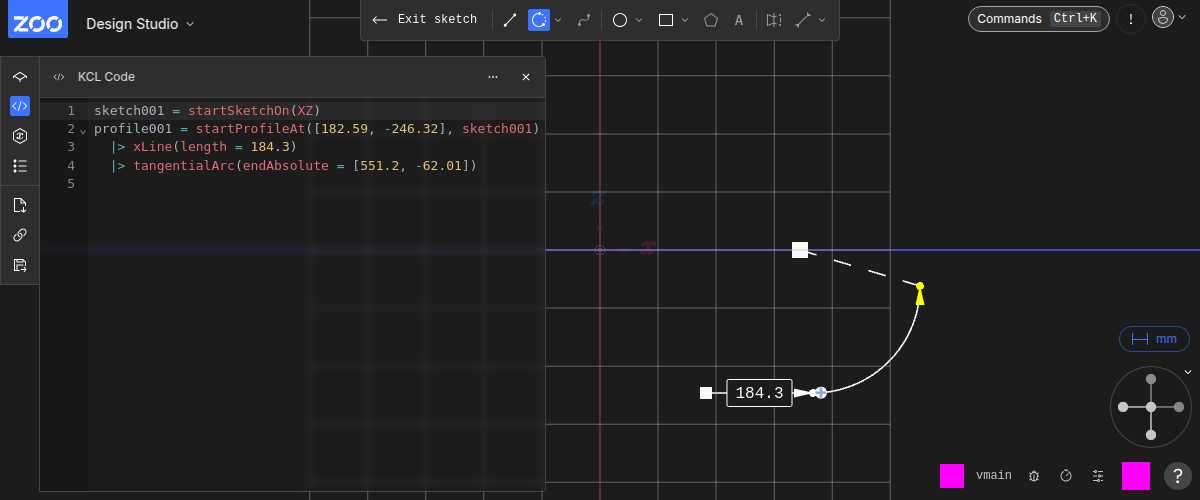 ZOO
Design Studio
Exit sketch
A
Commands Ctrl+K
!
KCL Code
1 sketch001 = startSketchOn(XZ)
2 profile001 = startProfileAt([182.59, -246.32], sketch001)
3 |> xLine(length = 184.3)
4 |> tangentialArc(endAbsolute = [551.2, -62.01])
5
z
x
184.3
mm
vmain
?